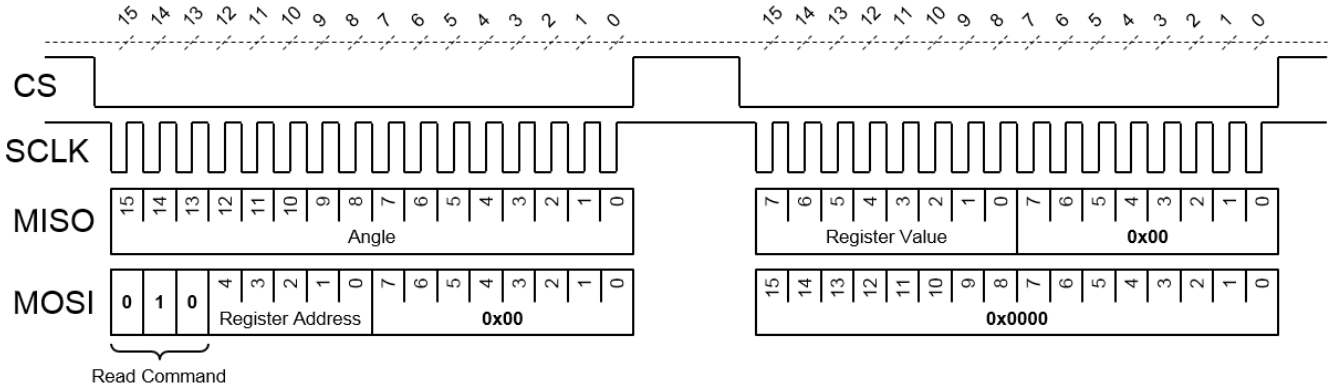 15 14 13 12 11 10 9 8 7 6 5 4 3 2 1 0 15 14 13 12 11 10 9 8 7 6 5 4 3 2 1 0
CS
SCLK
MISO 15 14 13 12 11 10 9 8 7 6 5 4 3 2 1 0 7 6 5 4 3 2 1 0 7 6 5 4 3 2 1 0
Angle Register Value 0x00
MOSI 0 1 0 4 3 2 1 0 7 6 5 4 3 2 1 0 15 14 13 12 11 10 9 8 7 6 5 4 3 2 1 0
Register Address 0x00 0x0000
Read Command